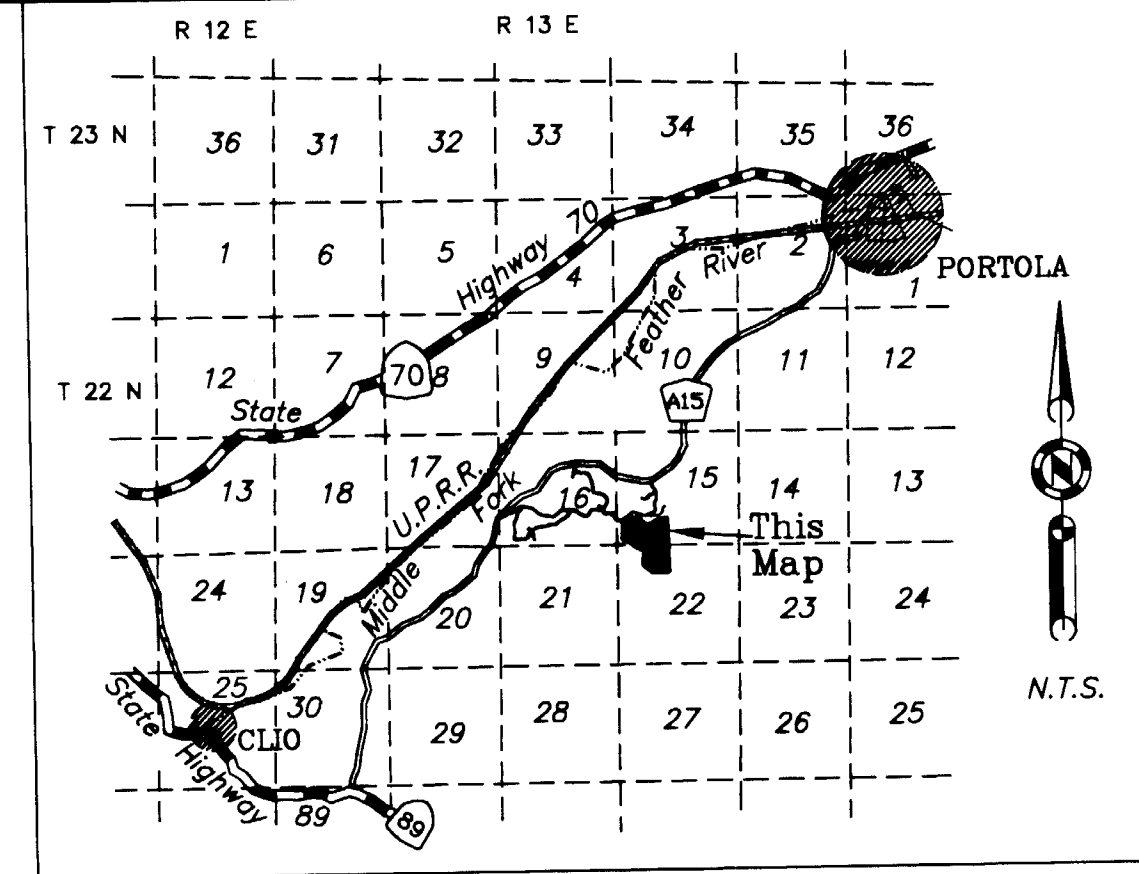 R 12 E
R 13 E
T 23 N
36 31 32 33 34 35 36
1 6 5 4 3 2 1
Highway 70
Feather River
PORTOLA
T 22 N
12 7 8 9 10 11 12
70
State
A15
13 18 17 16 15 14 13
U.P.R.R.
Fork
This
Map
24 19 20 21 22 23 24
Middle
25 30 29 28 27 26 25
N.T.S.
CLIO
State
Highway
89
89